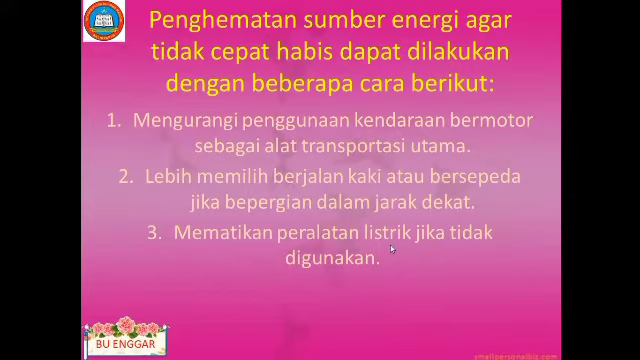 Penghematan sumber energi agar
tidak cepat habis dapat dilakukan
dengan beberapa cara berikut:
1. Mengurangi penggunaan kendaraan bermotor
sebagai alat transportasi utama.
2. Lebih memilih berjalan kaki atau bersepeda
jika bepergian dalam jarak dekat.
3. Mematikan peralatan listrik jika tidak
digunakan.
BU ENGGAR